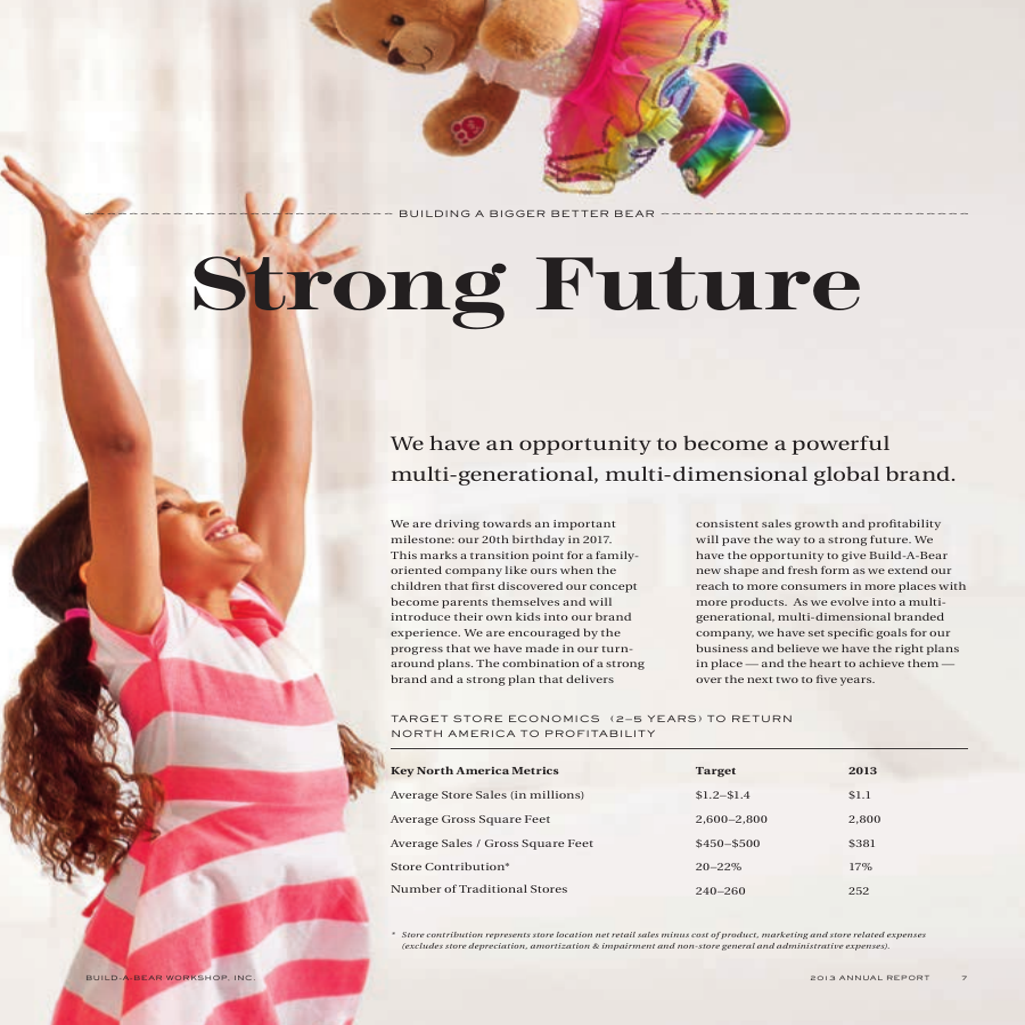 BUILDING A BIGGER BETTER BEAR
Strong Future
We have an opportunity to become a powerful
multi-generational, multi-dimensional global brand.
We are driving towards an important
milestone: our 20th birthday in 2017.
This marks a transition point for a family-
oriented company like ours when the
children that first discovered our concept
become parents themselves and will
introduce their own kids into our brand
experience. We are encouraged by the
progress that we have made in our turn-
around plans. The combination of a strong
brand and a strong plan that delivers
consistent sales growth and profitability
will pave the way to a strong future. We
have the opportunity to give Build-A-Bear
new shape and fresh form as we extend our
reach to more consumers in more places with
more products.  As we evolve into a multi-
generational, multi-dimensional branded
company, we have set specific goals for our
business and believe we have the right plans
in place — and the heart to achieve them —
over the next two to five years.
TARGET STORE ECONOMICS (2–5 YEARS) TO RETURN
NORTH AMERICA TO PROFITABILITY
Key North America Metrics Target 2013
Average Store Sales (in millions) $1.2–$1.4 $1.1
Average Gross Square Feet 2,600–2,800 2,800
Average Sales / Gross Square Feet $450–$500 $381
Store Contribution* 20–22% 17%
Number of Traditional Stores 240–260 252
* Store contribution represents store location net retail sales minus cost of product, marketing and store related expenses
(excludes store depreciation, amortization & impairment and non-store general and administrative expenses).
BUILD-A-BEAR WORKSHOP, INC. 2013 ANNUAL REPORT 7